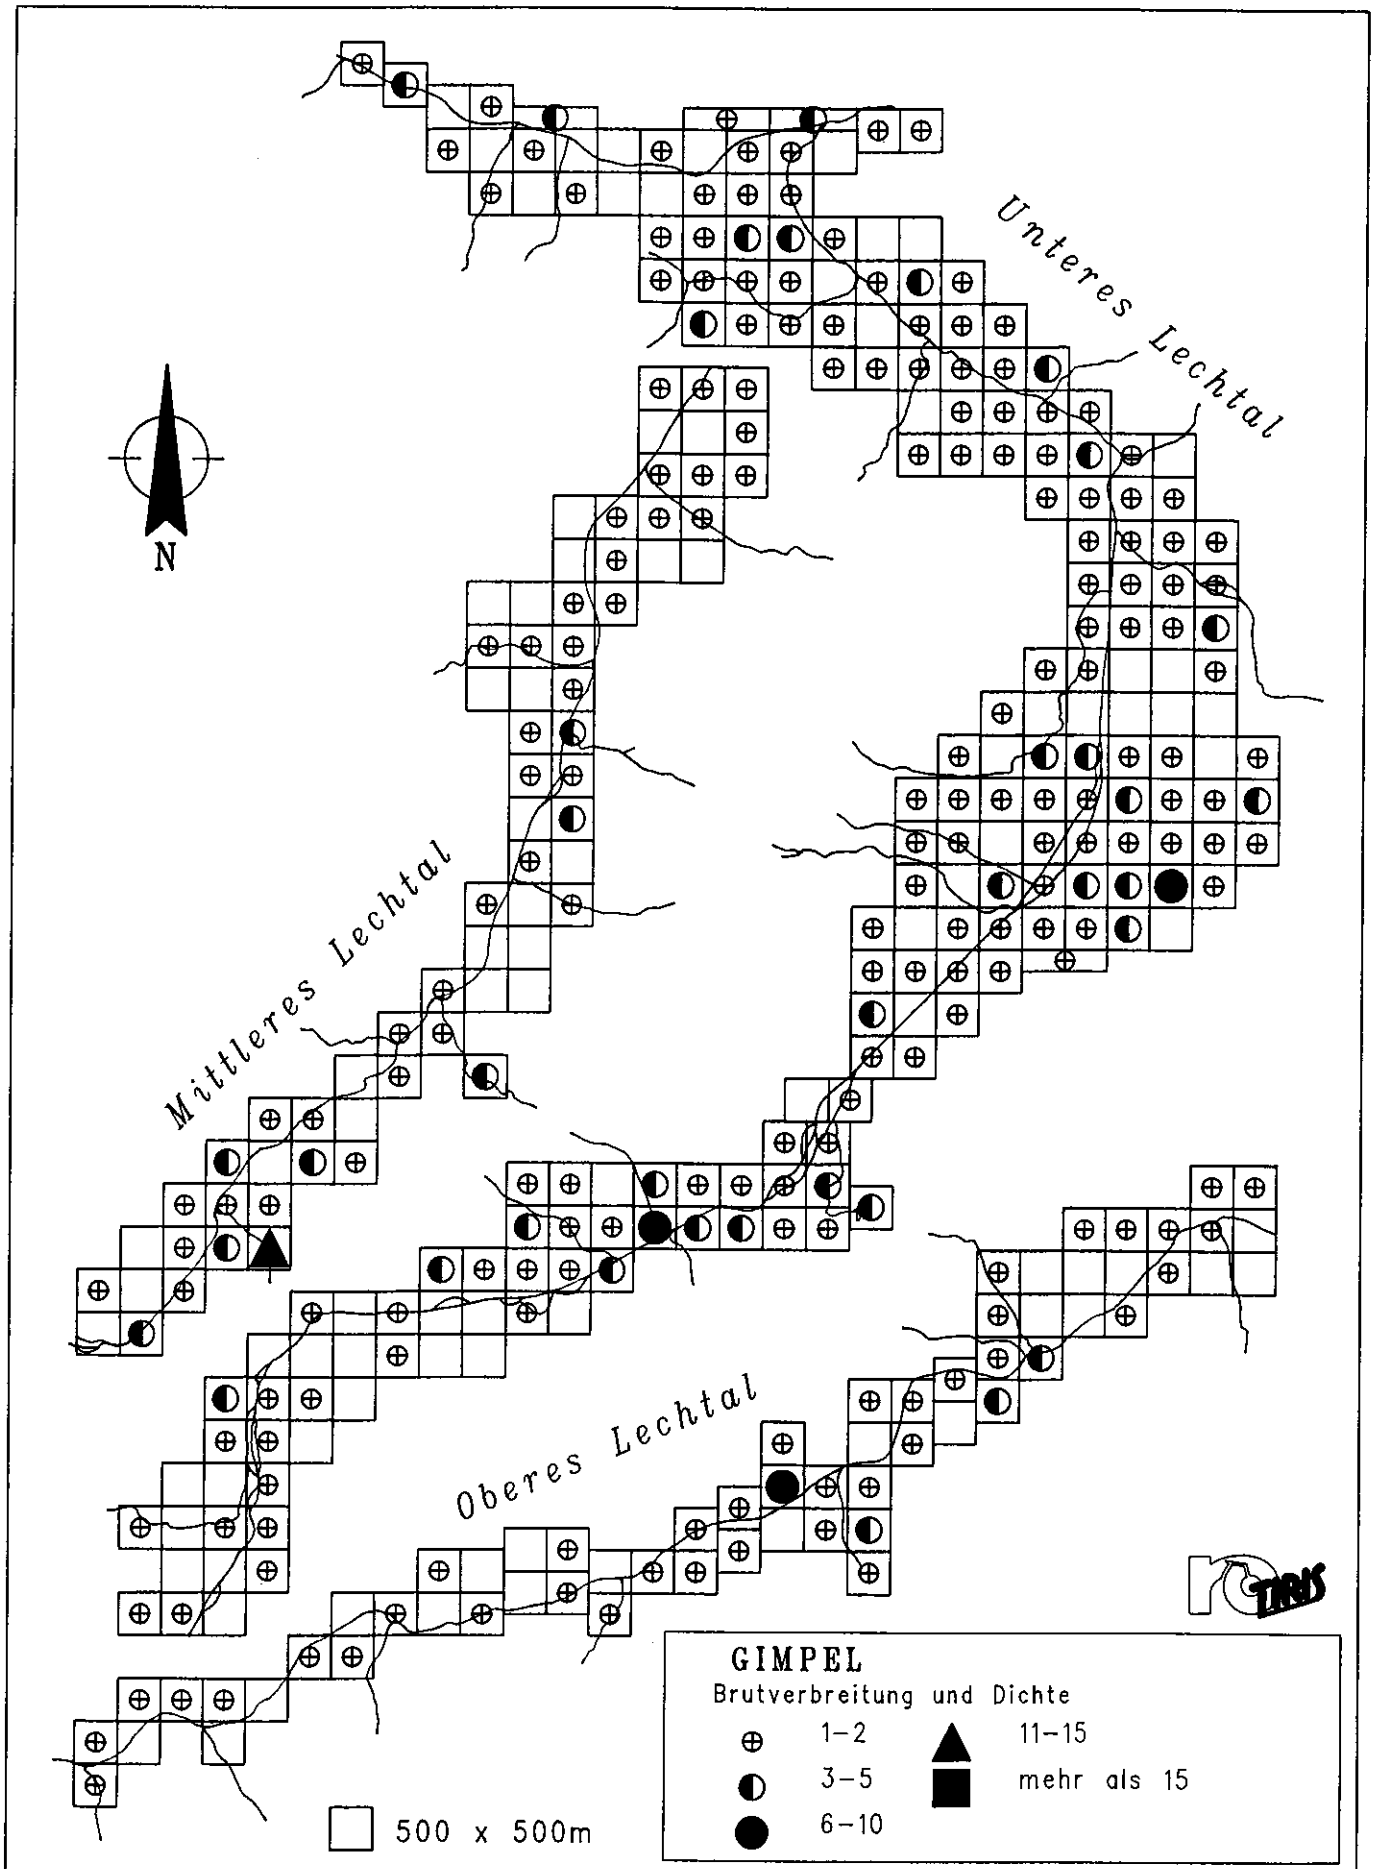 Unteres Lechtal
N
Mittleres Lechtal
Oberes Lechtal
TIRIS
GIMPEL
Brutverbreitung und Dichte
1-2
11-15
3-5
mehr als 15
6-10
500 x 500m